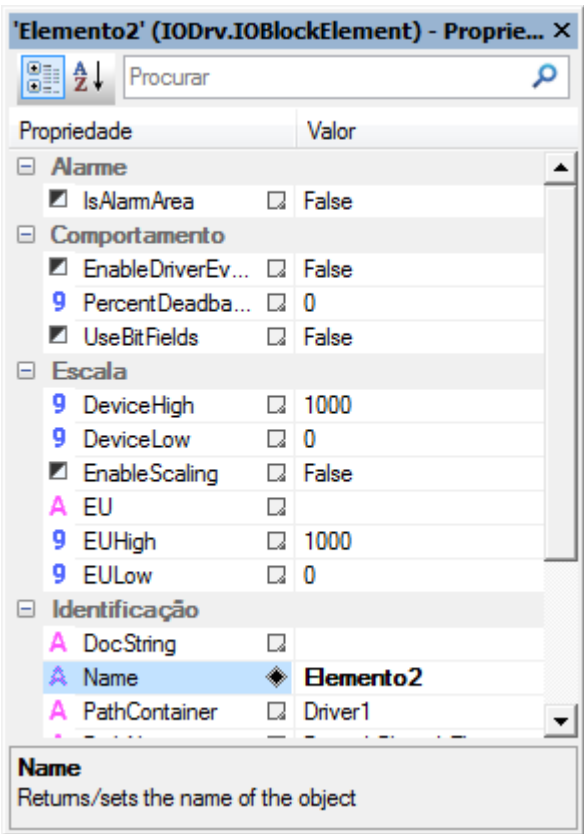 'Elemento2' (IODrv.IOBlockElement) - Proprie...
Procurar
Propriedade Valor
Alarme
IsAlarmArea False
Comportamento
EnableDriverEv... False
PercentDeadba... 0
UseBitFields False
Escala
DeviceHigh 1000
DeviceLow 0
EnableScaling False
EU
EUHigh 1000
EULow 0
Identificação
DocString
Name Elemento2
PathContainer Driver1
Name
Returns/sets the name of the object